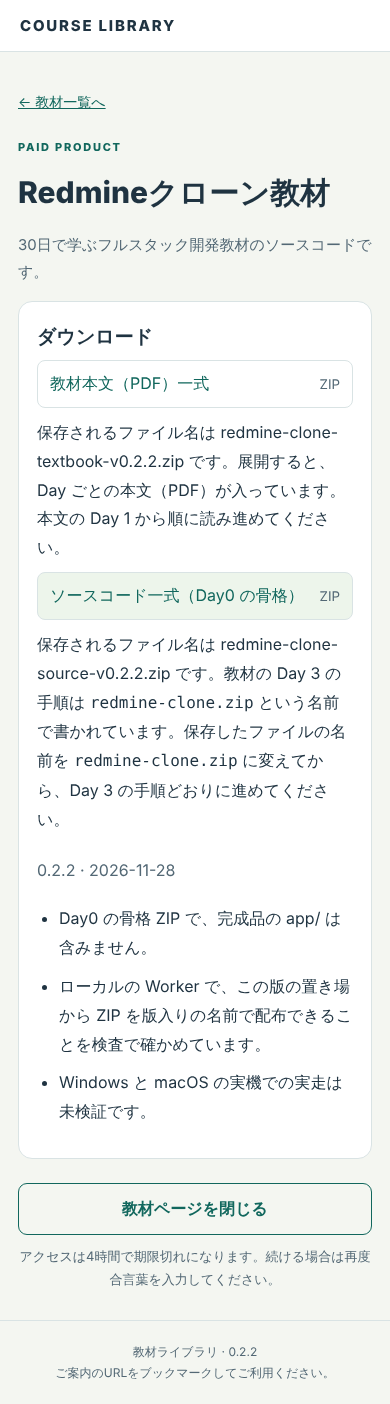 COURSE LIBRARY
← 教材一覧へ
PAID PRODUCT
Redmineクローン教材
30日で学ぶフルスタック開発教材のソースコードで
す。
ダウンロード
教材本文（PDF）一式 ZIP
保存されるファイル名は redmine-clone-
textbook-v0.2.2.zip です。展開すると、
Day ごとの本文（PDF）が入っています。
本文の Day 1 から順に読み進めてくださ
い。
ソースコード一式（Day0 の骨格） ZIP
保存されるファイル名は redmine-clone-
source-v0.2.2.zip です。教材の Day 3 の
手順は redmine-clone.zip という名前
で書かれています。保存したファイルの名
前を redmine-clone.zip に変えてか
ら、Day 3 の手順どおりに進めてくださ
い。
0.2.2 · 2026-11-28
• Day0 の骨格 ZIP で、完成品の app/ は
含みません。
• ローカルの Worker で、この版の置き場
から ZIP を版入りの名前で配布できるこ
とを検査で確かめています。
• Windows と macOS の実機での実走は
未検証です。
教材ページを閉じる
アクセスは4時間で期限切れになります。続ける場合は再度
合言葉を入力してください。
教材ライブラリ · 0.2.2
ご案内のURLをブックマークしてご利用ください。